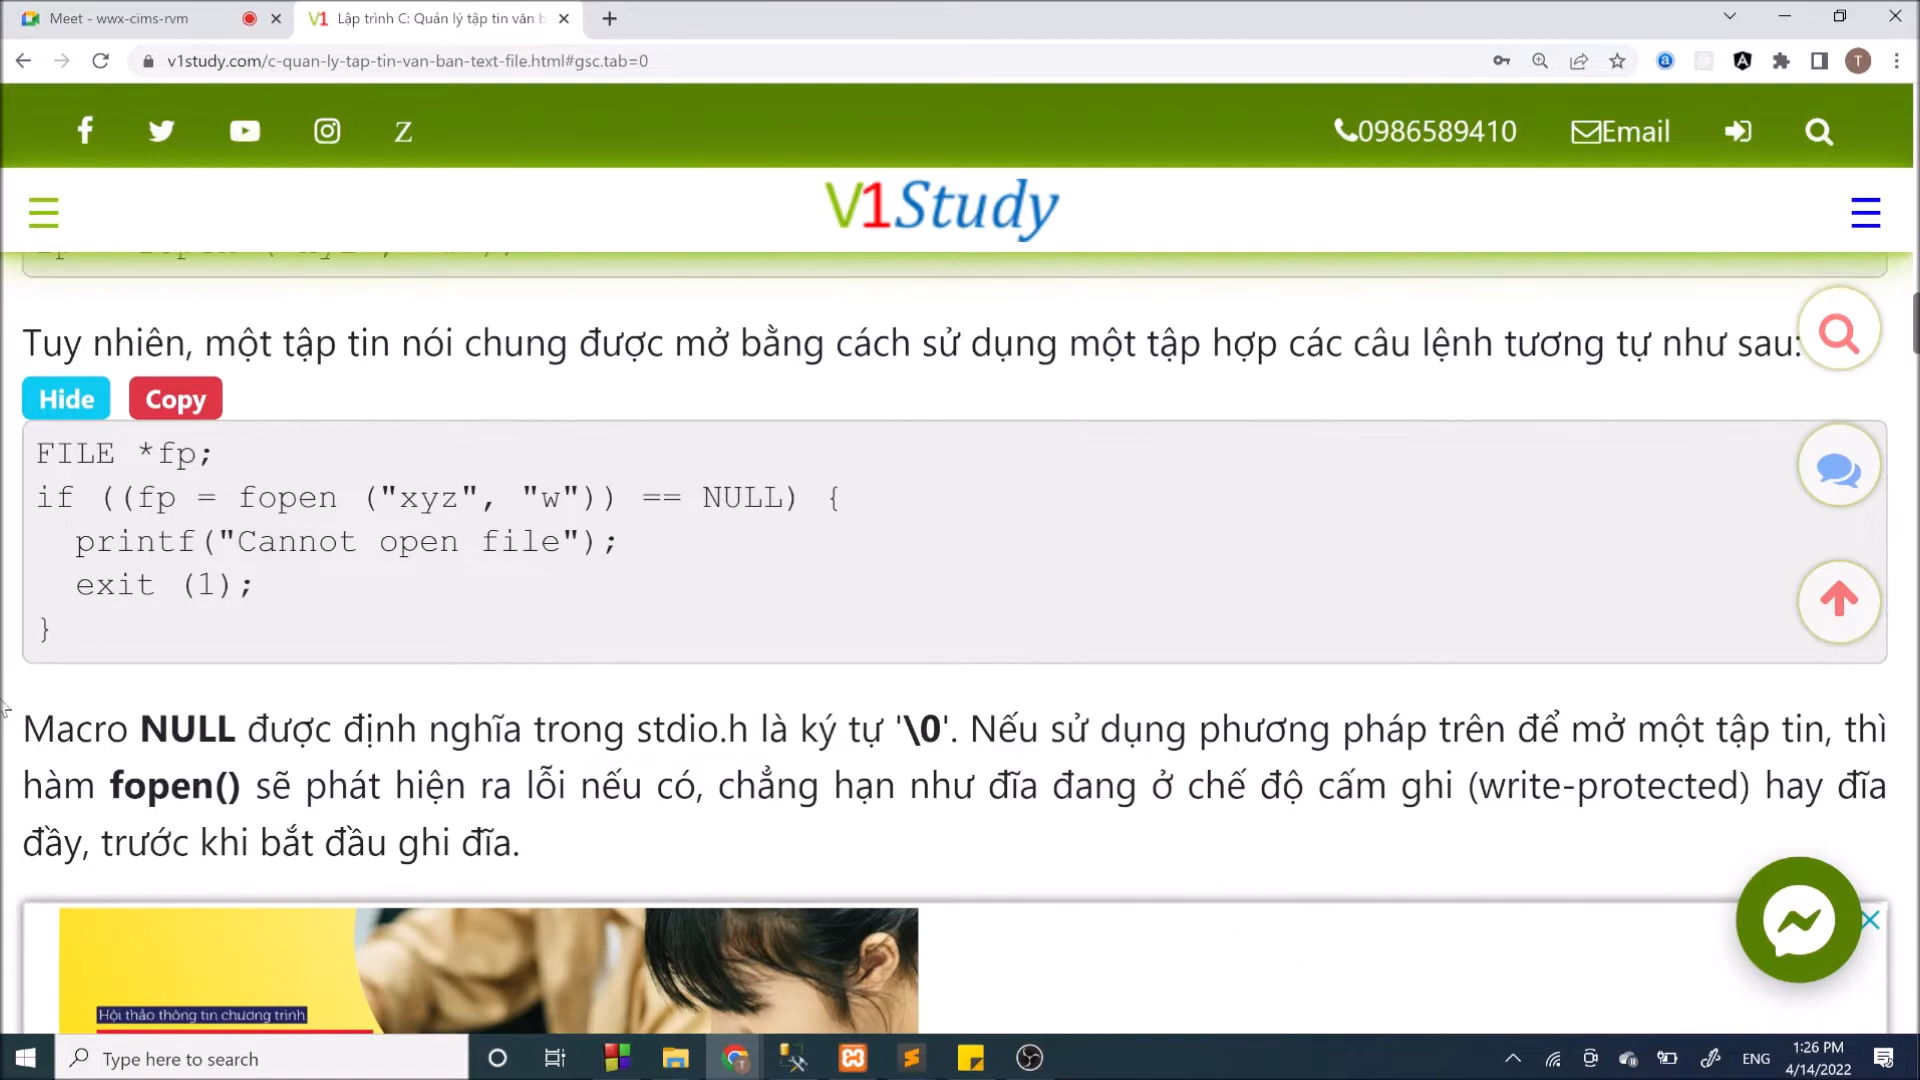 Meet - wwx-cims-rvm
V1 Lập trình C: Quản lý tập tin văn b
v1study.com/c-quan-ly-tap-tin-van-ban-text-file.html#gsc.tab=0
T
Z
0986589410
Email
V1Study
Tuy nhiên, một tập tin nói chung được mở bằng cách sử dụng một tập hợp các câu lệnh tương tự như sau:
Hide Copy
FILE *fp;
if ((fp = fopen ("xyz", "w")) == NULL) {
printf("Cannot open file");
exit (1);
}
Macro NULL được định nghĩa trong stdio.h là ký tự '\0'. Nếu sử dụng phương pháp trên để mở một tập tin, thì
hàm fopen() sẽ phát hiện ra lỗi nếu có, chẳng hạn như đĩa đang ở chế độ cấm ghi (write-protected) hay đĩa
đầy, trước khi bắt đầu ghi đĩa.
Hội thảo thông tin chương trình
Type here to search
ENG
1:26 PM
4/14/2022